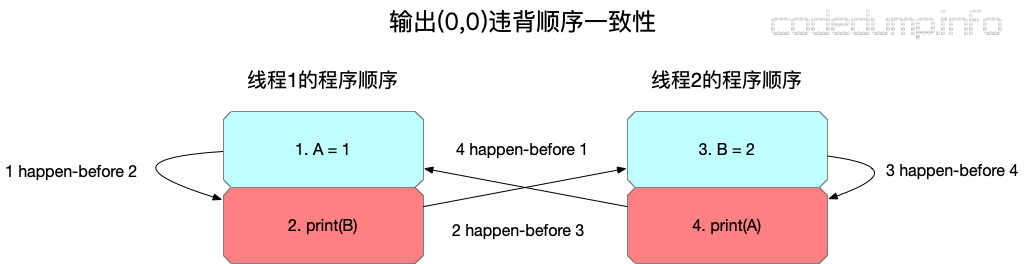 输出(0,0)违背顺序一致性
codedumpinfo
线程1的程序顺序
线程2的程序顺序
1. A = 1
4 happen-before 1
3. B = 2
1 happen-before 2
3 happen-before 4
2. print(B)
2 happen-before 3
4. print(A)